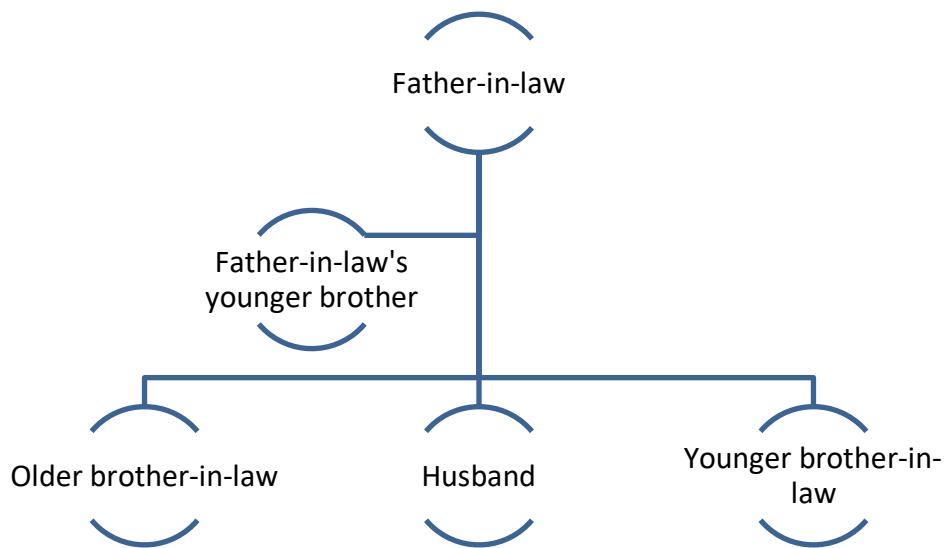 Father-in-law
Father-in-law's
younger brother
Older brother-in-law
Husband
Younger brother-in-
law